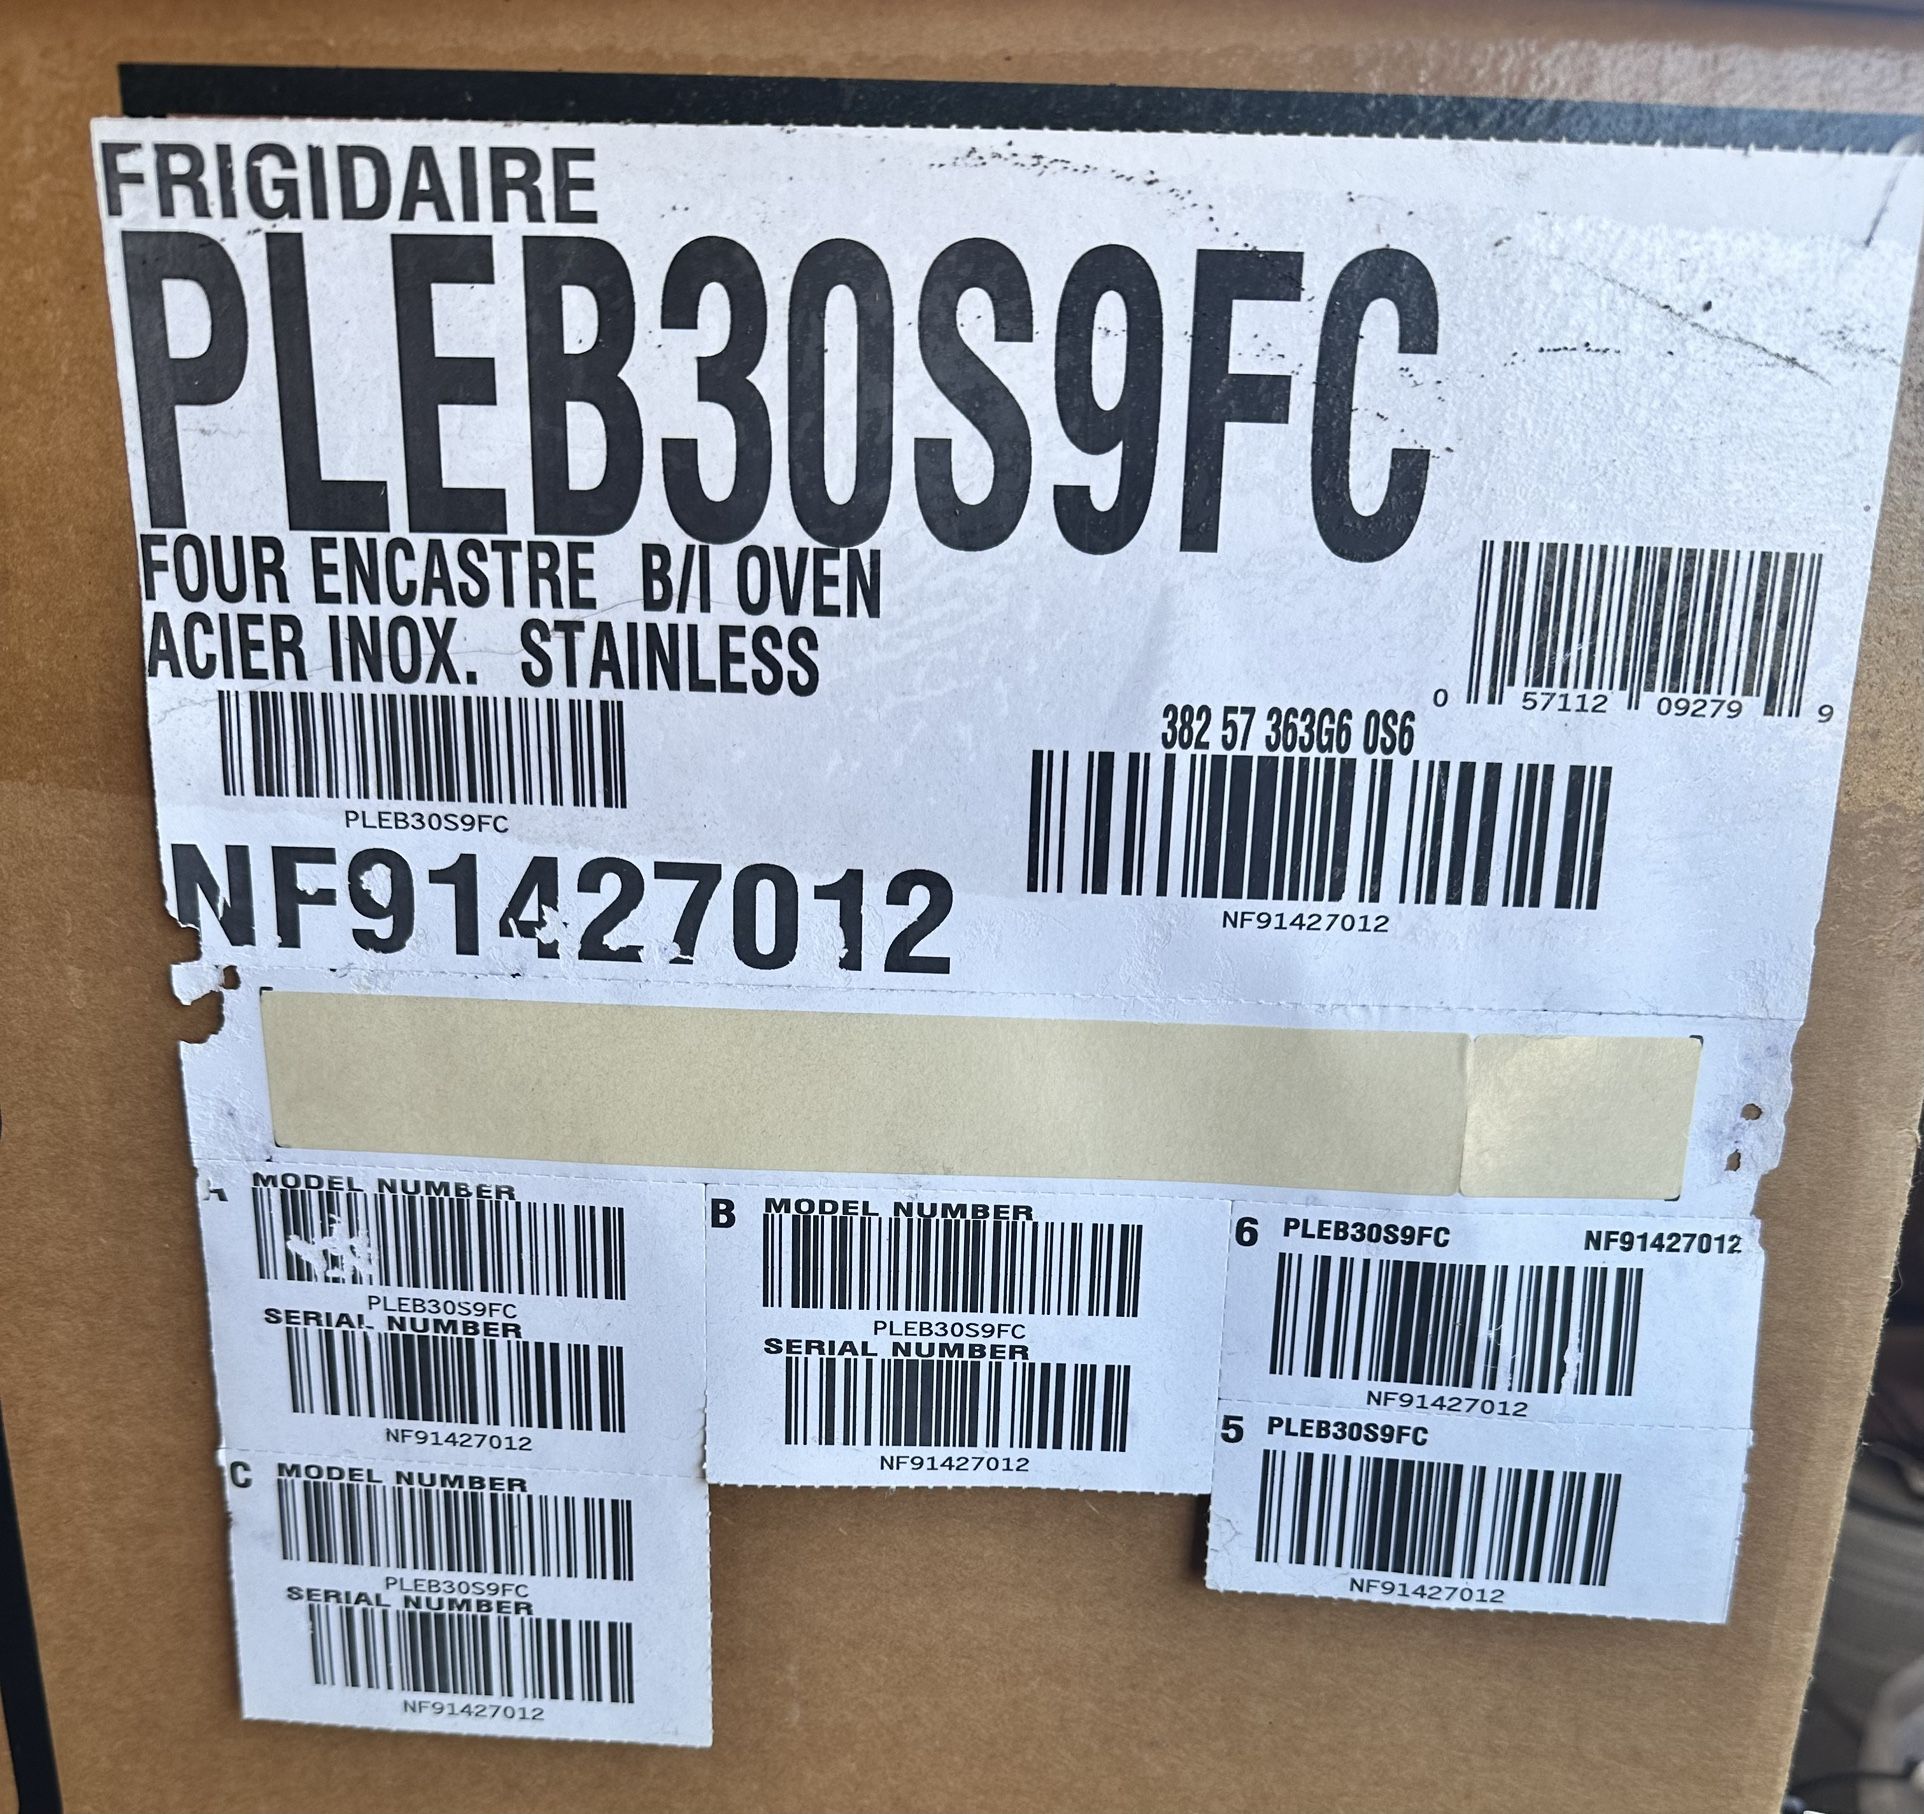 FRIGIDAIRE
PLEB30S9FC
FOUR ENCASTRE B/I OVEN
ACIER INOX. STAINLESS
0 57112 09279 9
PLEB30S9FC
382 57 363G6 0S6
NF91427012
NF91427012
A MODEL NUMBER
PLEB30S9FC
SERIAL NUMBER
NF91427012
B MODEL NUMBER
PLEB30S9FC
SERIAL NUMBER
NF91427012
6 PLEB30S9FC NF91427012
NF91427012
5 PLEB30S9FC
NF91427012
C MODEL NUMBER
PLEB30S9FC
SERIAL NUMBER
NF91427012